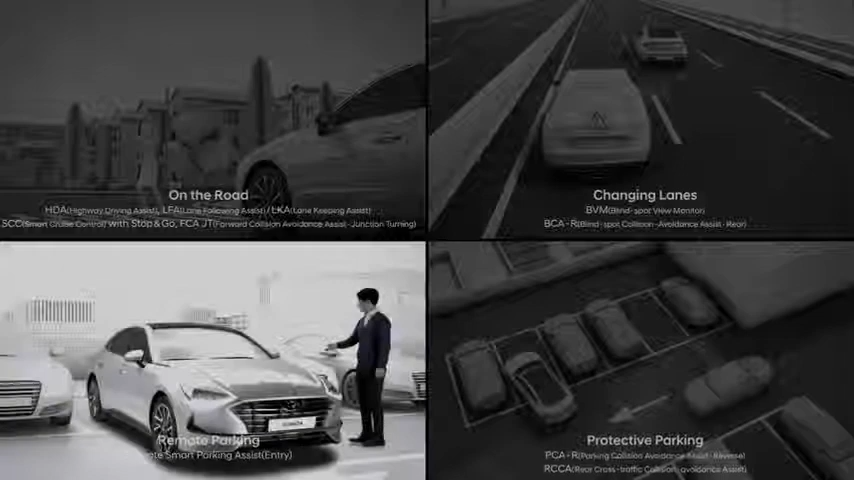 On the Road
HDA(Highway Driving Assist), LFA(Lane Following Assist) / LKA(Lane Keeping Assist)
SCC(Smart Cruise Control) with Stop & Go, FCA JT(Forward Collision Avoidance Assist - Junction Turning)
Changing Lanes
BVM(Blind-spot View Monitor)
BCA-R(Blind-spot Collision-Avoidance Assist - Rear)
Remote Parking
ote Smart Parking Assist(Entry)
Protective Parking
PCA-R(Parking Collision Avoidance Assist - Reverse)
RCCA(Rear Cross-traffic Collision-avoidance Assist)